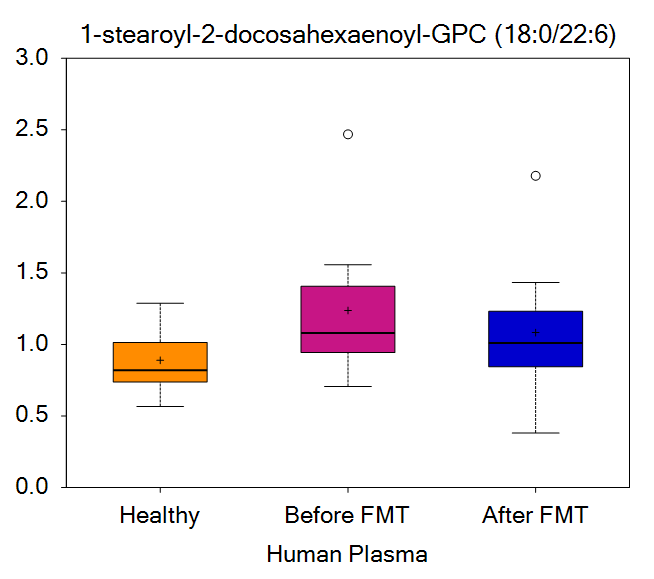 1-stearoyl-2-docosahexaenoyl-GPC (18:0/22:6)
3.0
2.5
2.0
1.5
1.0
0.5
0.0
Healthy Before FMT After FMT
Human Plasma